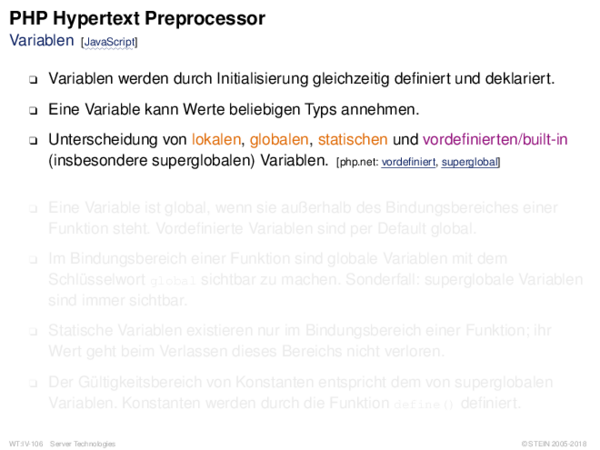 PHP Hypertext Preprocessor
Variablen [JavaScript]
❑ Variablen werden durch Initialisierung gleichzeitig definiert und deklariert.
❑ Eine Variable kann Werte beliebigen Typs annehmen.
❑ Unterscheidung von lokalen, globalen, statischen und vordefinierten/built-in
(insbesondere superglobalen) Variablen. [php.net: vordefiniert, superglobal]
❑ Eine Variable ist global, wenn sie außerhalb des Bindungsbereiches einer
Funktion steht. Vordefinierte Variablen sind per Default global.
❑ Im Bindungsbereich einer Funktion sind globale Variablen mit dem
Schlüsselwort global sichtbar zu machen. Sonderfall: superglobale Variablen
sind immer sichtbar.
❑ Statische Variablen existieren nur im Bindungsbereich einer Funktion; ihr
Wert geht beim Verlassen dieses Bereichs nicht verloren.
❑ Der Gültigkeitsbereich von Konstanten entspricht dem von superglobalen
Variablen. Konstanten werden durch die Funktion define() definiert.
WT:IV-106 Server Technologies © STEIN 2005-2018